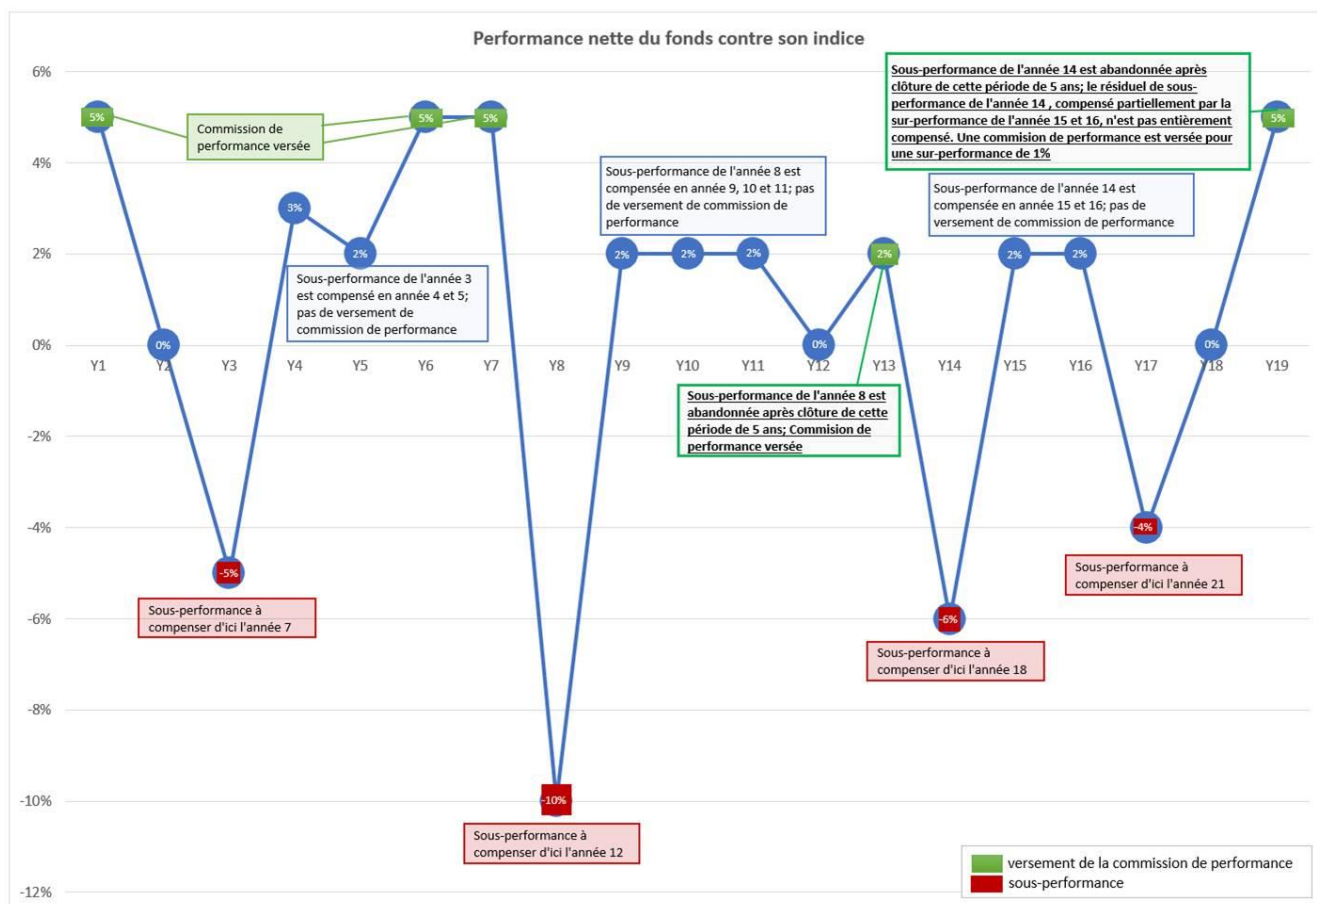 Performance nette du fonds contre son indice
6%
4%
2%
0%
-2%
-4%
-6%
-8%
-10%
-12%
Y1
Y2
Y3
Y4
Y5
Y6
Y7
Y8
Y9
Y10
Y11
Y12
Y13
Y14
Y15
Y16
Y17
Y18
Y19
5%
0%
-5%
3%
2%
5%
5%
-10%
2%
2%
2%
0%
2%
-6%
2%
2%
-4%
0%
5%
Commission de
performance versée
Sous-performance à
compenser d'ici l'année 7
Sous-performance de l'année 3
est compensé en année 4 et 5;
pas de versement de
commission de performance
Sous-performance à
compenser d'ici l'année 12
Sous-performance de l'année 8 est
compensée en année 9, 10 et 11; pas
de versement de commission de
performance
Sous-performance de l'année 8 est
abandonnée après clôture de cette
période de 5 ans; Commision de
performance versée
Sous-performance à
compenser d'ici l'année 18
Sous-performance de l'année 14 est
compensée en année 15 et 16; pas de
versement de commission de performance
Sous-performance à
compenser d'ici l'année 21
Sous-performance de l'année 14 est abandonnée après
clôture de cette période de 5 ans; le résiduel de sous-
performance de l'année 14 , compensé partiellement par la
sur-performance de l'année 15 et 16, n'est pas entièrement
compensé. Une commision de performance est versée pour
une sur-performance de 1%
versement de la commission de performance
sous-performance